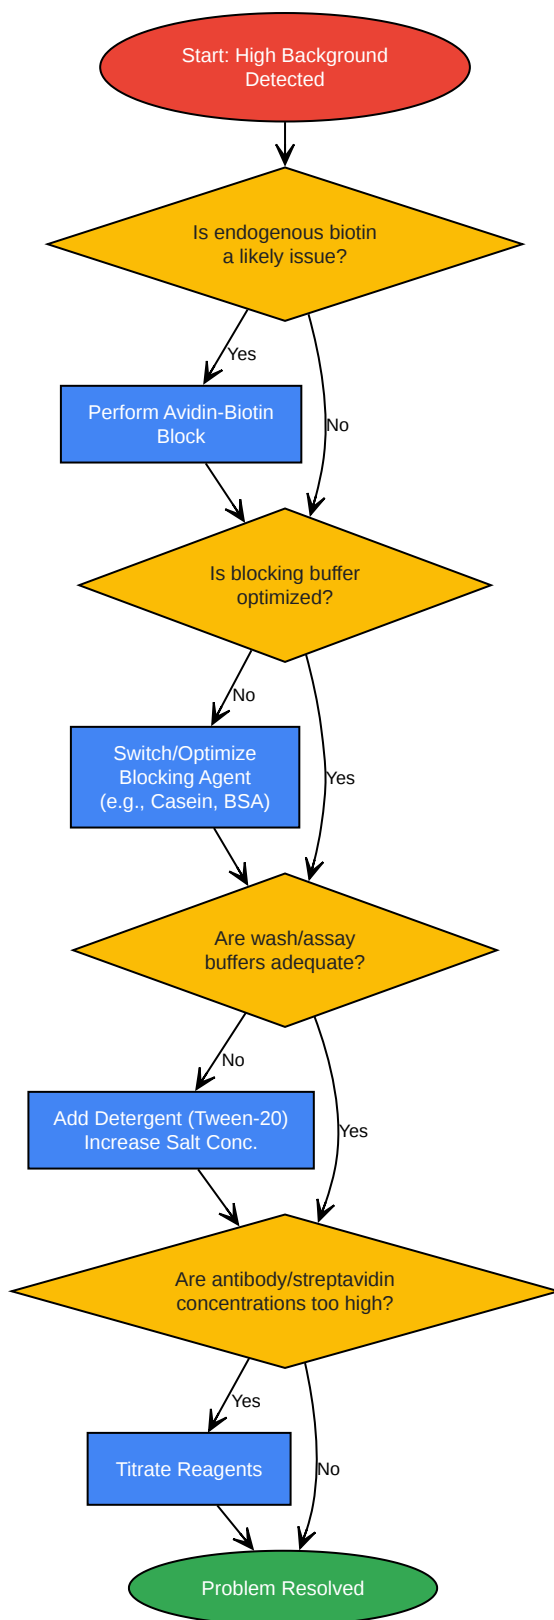 Start: High Background
Detected
Is endogenous biotin
a likely issue?
Yes
Perform Avidin-Biotin
Block
No
Is blocking buffer
optimized?
No
Switch/Optimize
Blocking Agent
(e.g., Casein, BSA)
Yes
Are wash/assay
buffers adequate?
No
Add Detergent (Tween-20)
Increase Salt Conc.
Yes
Are antibody/streptavidin
concentrations too high?
Yes
Titrate Reagents
No
Problem Resolved